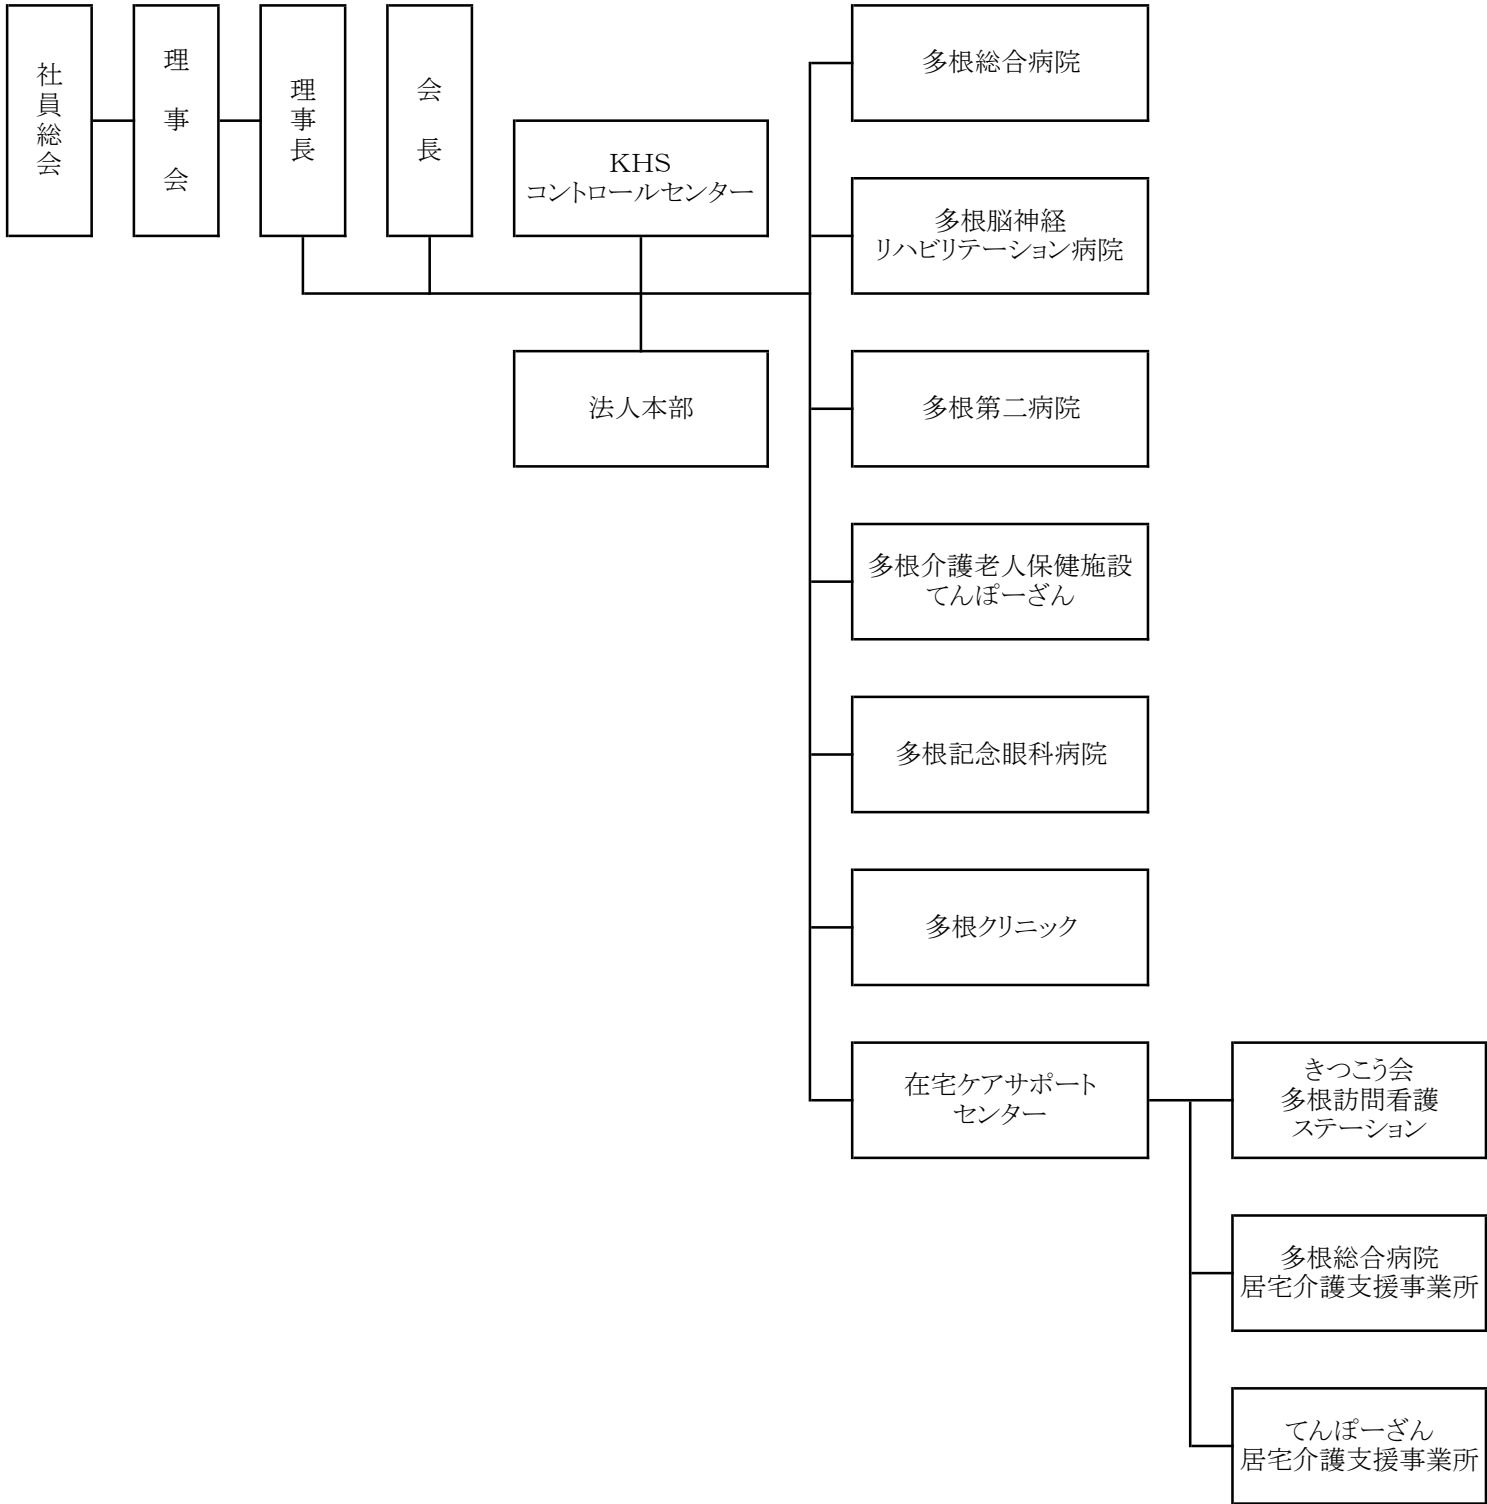 社員総会
理事会
理事長
会長
KHS
コントロールセンター
法人本部
多根総合病院
多根脳神経
リハビリテーション病院
多根第二病院
多根介護老人保健施設
てんぽーざん
多根記念眼科病院
多根クリニック
在宅ケアサポート
センター
きつこう会
多根訪問看護
ステーション
多根総合病院
居宅介護支援事業所
てんぽーざん
居宅介護支援事業所